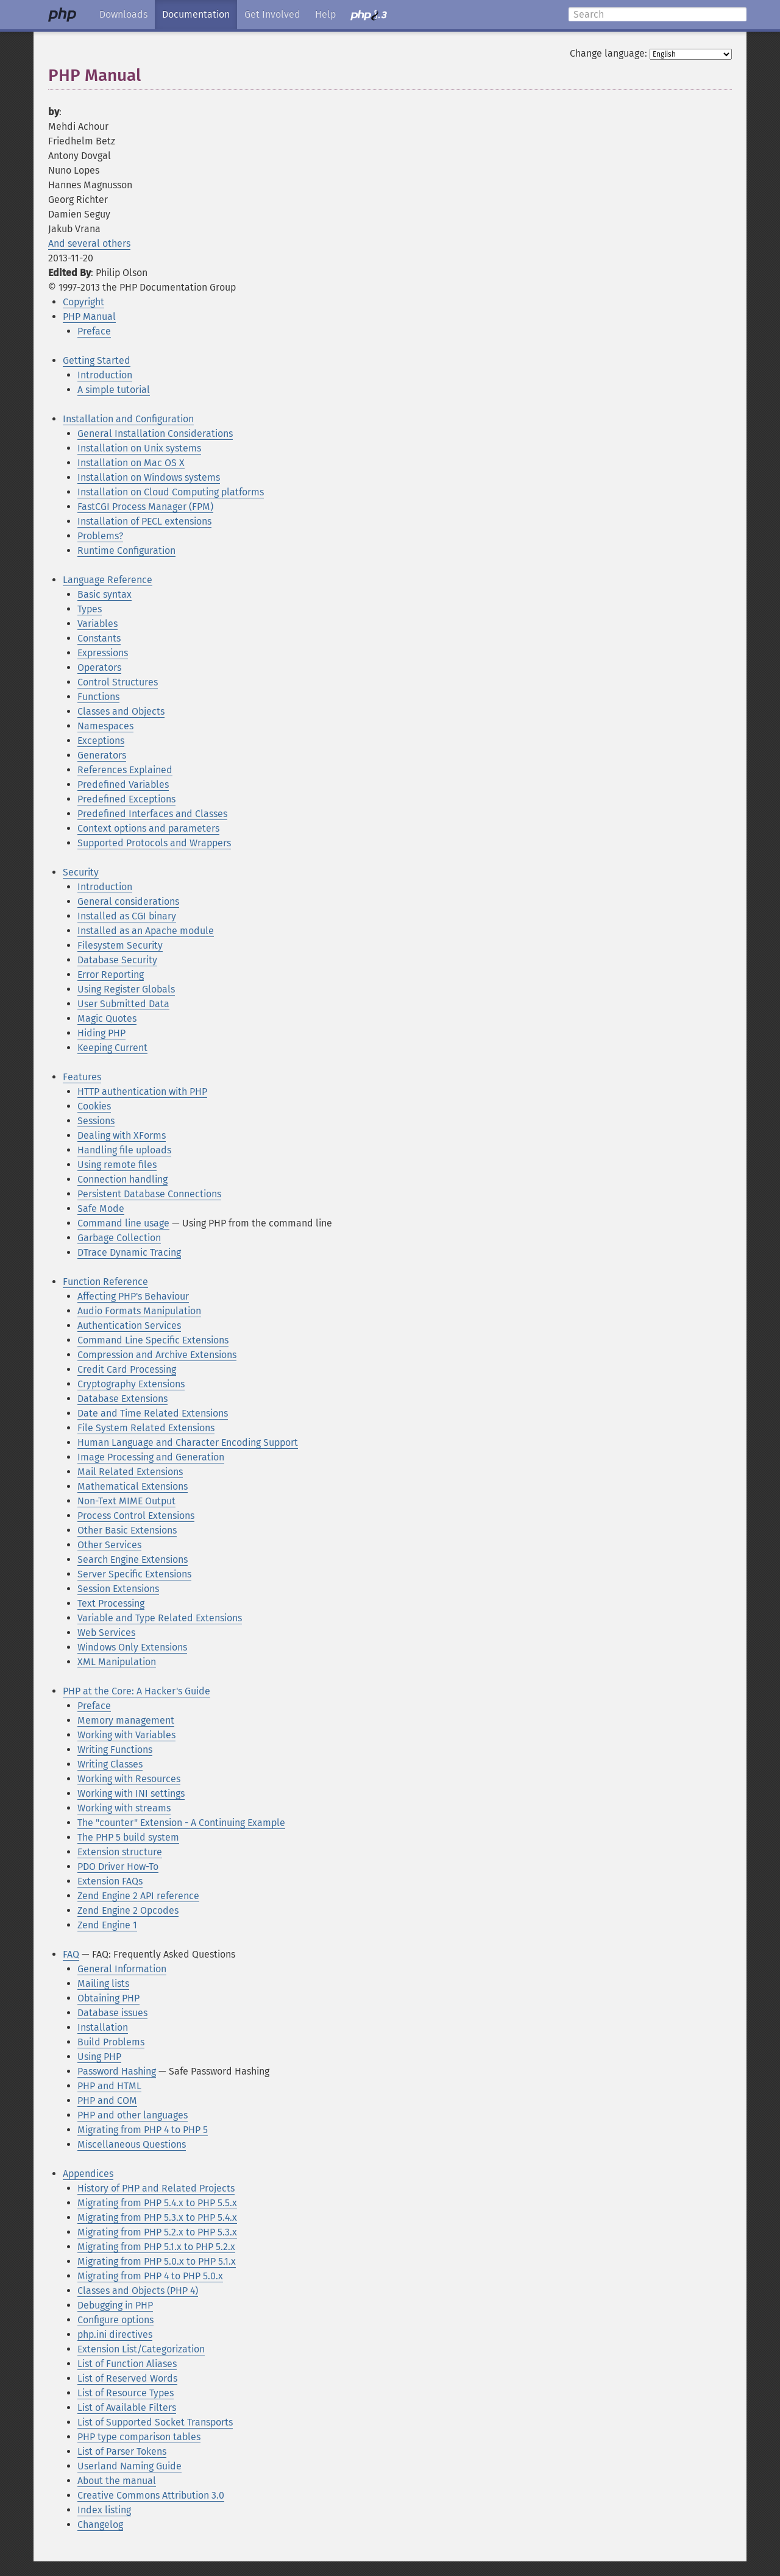 php Downloads Documentation Get Involved Help Search
Change language: English
PHP Manual
by:
Mehdi Achour
Friedhelm Betz
Antony Dovgal
Nuno Lopes
Hannes Magnusson
Georg Richter
Damien Seguy
Jakub Vrana
And several others
2013-11-20
Edited By: Philip Olson
© 1997-2013 the PHP Documentation Group
Copyright
PHP Manual
Preface
Getting Started
Introduction
A simple tutorial
Installation and Configuration
General Installation Considerations
Installation on Unix systems
Installation on Mac OS X
Installation on Windows systems
Installation on Cloud Computing platforms
FastCGI Process Manager (FPM)
Installation of PECL extensions
Problems?
Runtime Configuration
Language Reference
Basic syntax
Types
Variables
Constants
Expressions
Operators
Control Structures
Functions
Classes and Objects
Namespaces
Exceptions
Generators
References Explained
Predefined Variables
Predefined Exceptions
Predefined Interfaces and Classes
Context options and parameters
Supported Protocols and Wrappers
Security
Introduction
General considerations
Installed as CGI binary
Installed as an Apache module
Filesystem Security
Database Security
Error Reporting
Using Register Globals
User Submitted Data
Magic Quotes
Hiding PHP
Keeping Current
Features
HTTP authentication with PHP
Cookies
Sessions
Dealing with XForms
Handling file uploads
Using remote files
Connection handling
Persistent Database Connections
Safe Mode
Command line usage — Using PHP from the command line
Garbage Collection
DTrace Dynamic Tracing
Function Reference
Affecting PHP's Behaviour
Audio Formats Manipulation
Authentication Services
Command Line Specific Extensions
Compression and Archive Extensions
Credit Card Processing
Cryptography Extensions
Database Extensions
Date and Time Related Extensions
File System Related Extensions
Human Language and Character Encoding Support
Image Processing and Generation
Mail Related Extensions
Mathematical Extensions
Non-Text MIME Output
Process Control Extensions
Other Basic Extensions
Other Services
Search Engine Extensions
Server Specific Extensions
Session Extensions
Text Processing
Variable and Type Related Extensions
Web Services
Windows Only Extensions
XML Manipulation
PHP at the Core: A Hacker's Guide
Preface
Memory management
Working with Variables
Writing Functions
Writing Classes
Working with Resources
Working with INI settings
Working with streams
The "counter" Extension - A Continuing Example
The PHP 5 build system
Extension structure
PDO Driver How-To
Extension FAQs
Zend Engine 2 API reference
Zend Engine 2 Opcodes
Zend Engine 1
FAQ — FAQ: Frequently Asked Questions
General Information
Mailing lists
Obtaining PHP
Database issues
Installation
Build Problems
Using PHP
Password Hashing — Safe Password Hashing
PHP and HTML
PHP and COM
PHP and other languages
Migrating from PHP 4 to PHP 5
Miscellaneous Questions
Appendices
History of PHP and Related Projects
Migrating from PHP 5.4.x to PHP 5.5.x
Migrating from PHP 5.3.x to PHP 5.4.x
Migrating from PHP 5.2.x to PHP 5.3.x
Migrating from PHP 5.1.x to PHP 5.2.x
Migrating from PHP 5.0.x to PHP 5.1.x
Migrating from PHP 4 to PHP 5.0.x
Classes and Objects (PHP 4)
Debugging in PHP
Configure options
php.ini directives
Extension List/Categorization
List of Function Aliases
List of Reserved Words
List of Resource Types
List of Available Filters
List of Supported Socket Transports
PHP type comparison tables
List of Parser Tokens
Userland Naming Guide
About the manual
Creative Commons Attribution 3.0
Index listing
Changelog